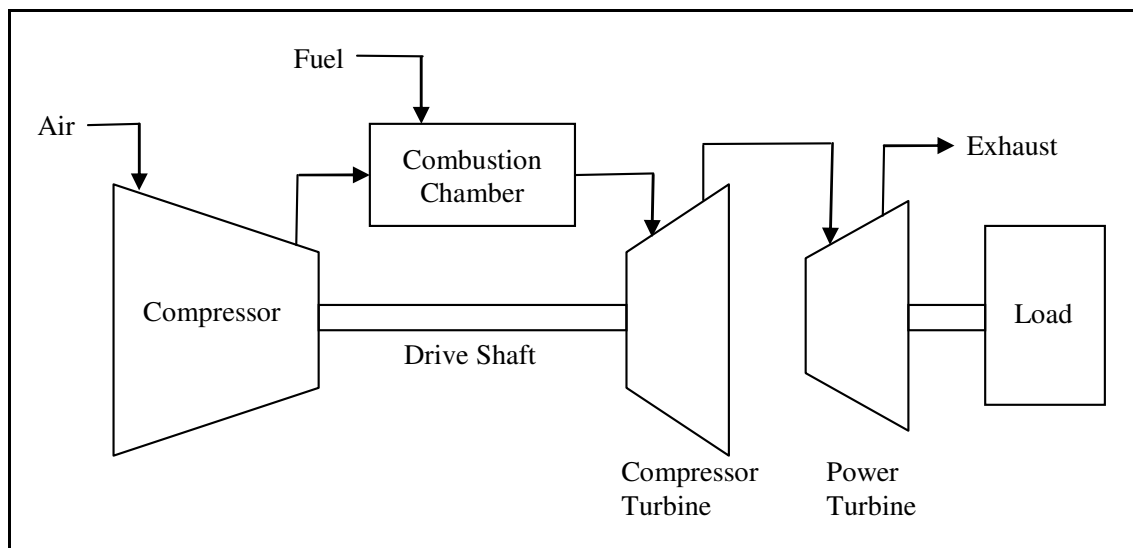 Fuel
Air
Combustion
Chamber
Exhaust
Compressor
Load
Drive Shaft
Compressor
Turbine
Power
Turbine